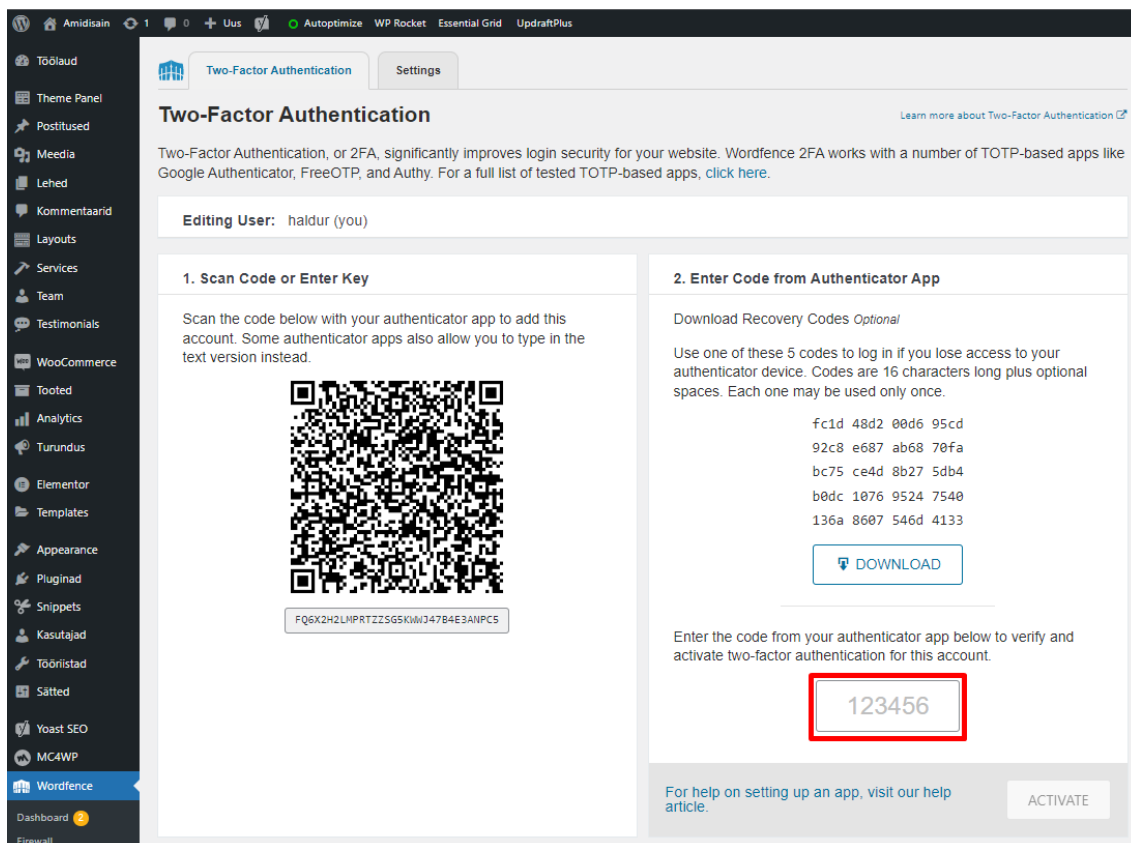 Amidisain 1 0 + Uus Autoptimize WP Rocket Essential Grid UpdraftPlus
Töölaud
Theme Panel
Postitused
Meedia
Lehed
Kommentaarid
Layouts
Services
Team
Testimonials
WooCommerce
Tooted
Analytics
Turundus
Elementor
Templates
Appearance
Pluginad
Snippets
Kasutajad
Tööriistad
Sätted
Yoast SEO
MC4WP
Wordfence
Dashboard 2
Firewall
Two-Factor Authentication Settings
Two-Factor Authentication
Learn more about Two-Factor Authentication
Two-Factor Authentication, or 2FA, significantly improves login security for your website. Wordfence 2FA works with a number of TOTP-based apps like
Google Authenticator, FreeOTP, and Authy. For a full list of tested TOTP-based apps, click here.
Editing User: haldur (you)
1. Scan Code or Enter Key
Scan the code below with your authenticator app to add this
account. Some authenticator apps also allow you to type in the
text version instead.
FQ6X2H2LMPRTZZSG5KWWJ47B4E3ANPC5
2. Enter Code from Authenticator App
Download Recovery Codes Optional
Use one of these 5 codes to log in if you lose access to your
authenticator device. Codes are 16 characters long plus optional
spaces. Each one may be used only once.
fc1d 48d2 00d6 95cd
92c8 e687 ab68 70fa
bc75 ce4d 8b27 5db4
b0dc 1076 9524 7540
136a 8607 546d 4133
DOWNLOAD
Enter the code from your authenticator app below to verify and
activate two-factor authentication for this account.
123456
For help on setting up an app, visit our help
article.
ACTIVATE